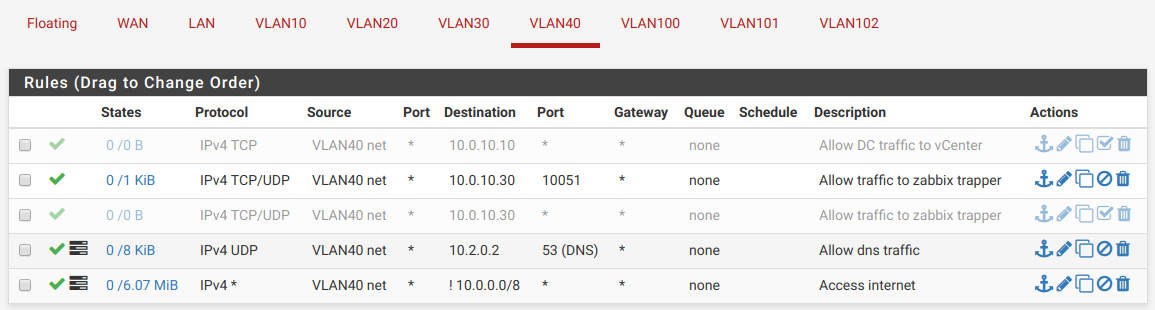 Floating WAN LAN VLAN10 VLAN20 VLAN30 VLAN40 VLAN100 VLAN101 VLAN102
Rules (Drag to Change Order)
States Protocol Source Port Destination Port Gateway Queue Schedule Description Actions
0 /0 B IPv4 TCP VLAN40 net * 10.0.10.10 * * none Allow DC traffic to vCenter
0 /1 KiB IPv4 TCP/UDP VLAN40 net * 10.0.10.30 10051 * none Allow traffic to zabbix trapper
0 /0 B IPv4 TCP/UDP VLAN40 net * 10.0.10.30 * * none Allow traffic to zabbix trapper
0 /8 KiB IPv4 UDP VLAN40 net * 10.2.0.2 53 (DNS) * none Allow dns traffic
0 /6.07 MiB IPv4 * VLAN40 net * ! 10.0.0.0/8 * * none Access internet